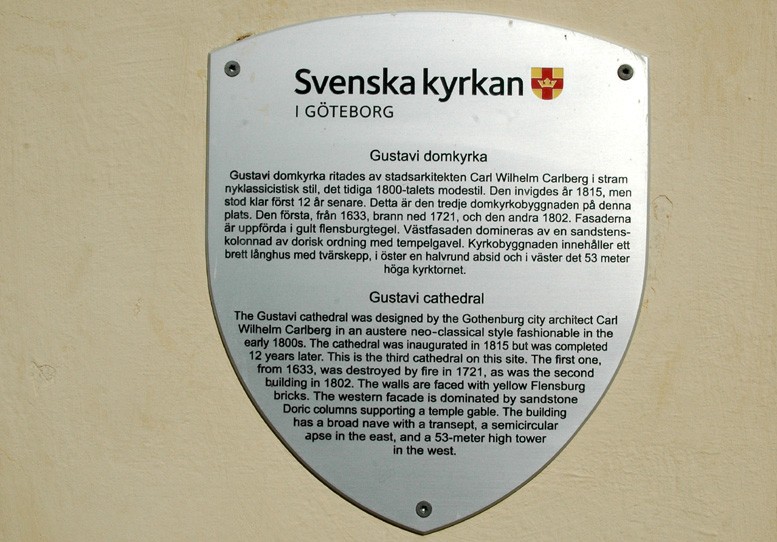 Svenska kyrkan
I GÖTEBORG
Gustavi domkyrka
Gustavi domkyrka ritades av stadsarkitekten Carl Wilhelm Carlberg i stram
nyklassicistisk stil, det tidiga 1800-talets modestil. Den invigdes år 1815, men
stod klar först 12 år senare. Detta är den tredje domkyrkobyggnaden på denna
plats. Den första, från 1633, brann ned 1721, och den andra 1802. Fasaderna
är uppförda i gult flensburgtegel. Västfasaden domineras av en sandstens-
kolonnad av dorisk ordning med tempelgavel. Kyrkobyggnaden innehåller ett
brett långhus med tvärskepp, i öster en halvrund absid och i väster det 53 meter
höga kyrktornet.
Gustavi cathedral
The Gustavi cathedral was designed by the Gothenburg city architect Carl
Wilhelm Carlberg in an austere neo-classical style fashionable in the
early 1800s. The cathedral was inaugurated in 1815 but was completed
12 years later. This is the third cathedral on this site. The first one,
from 1633, was destroyed by fire in 1721, as was the second
building in 1802. The walls are faced with yellow Flensburg
bricks. The western facade is dominated by sandstone
Doric columns supporting a temple gable. The building
has a broad nave with a transept, a semicircular
apse in the east, and a 53-meter high tower
in the west.